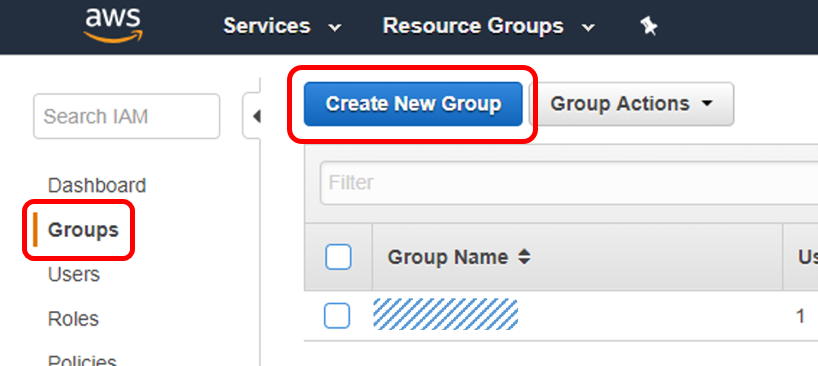 aws
Services
Resource Groups
Search IAM
Create New Group
Group Actions
Dashboard
Filter
Groups
Group Name
Us
Users
Roles
1
Policies